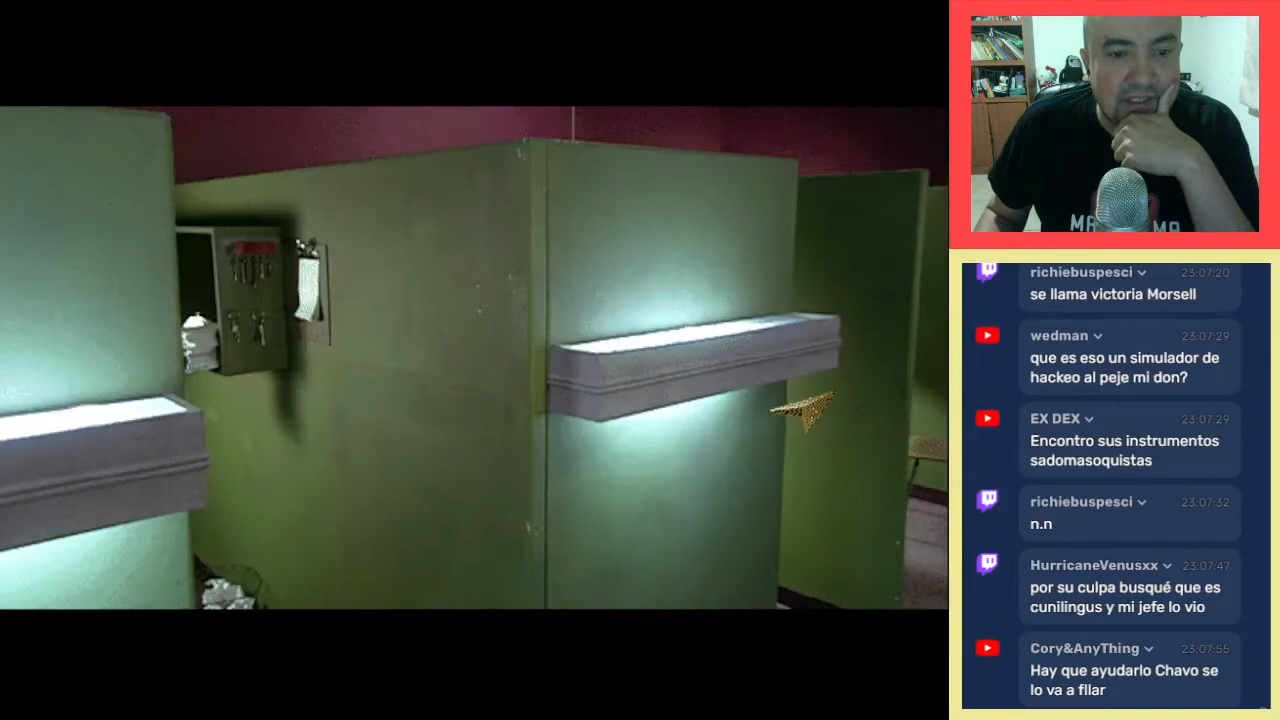 richiebuspesci 23:07:20
se llama victoria Morsell
wedman 23:07:29
que es eso un simulador de
hackeo al peje mi don?
EX DEX 23:07:29
Encontro sus instrumentos
sadomasoquistas
richiebuspesci 23:07:32
n.n
HurricaneVenusxx 23:07:47
por su culpa busqué que es
cunilingus y mi jefe lo vio
Cory&AnyThing 23:07:55
Hay que ayudarlo Chavo se
lo va a fllar